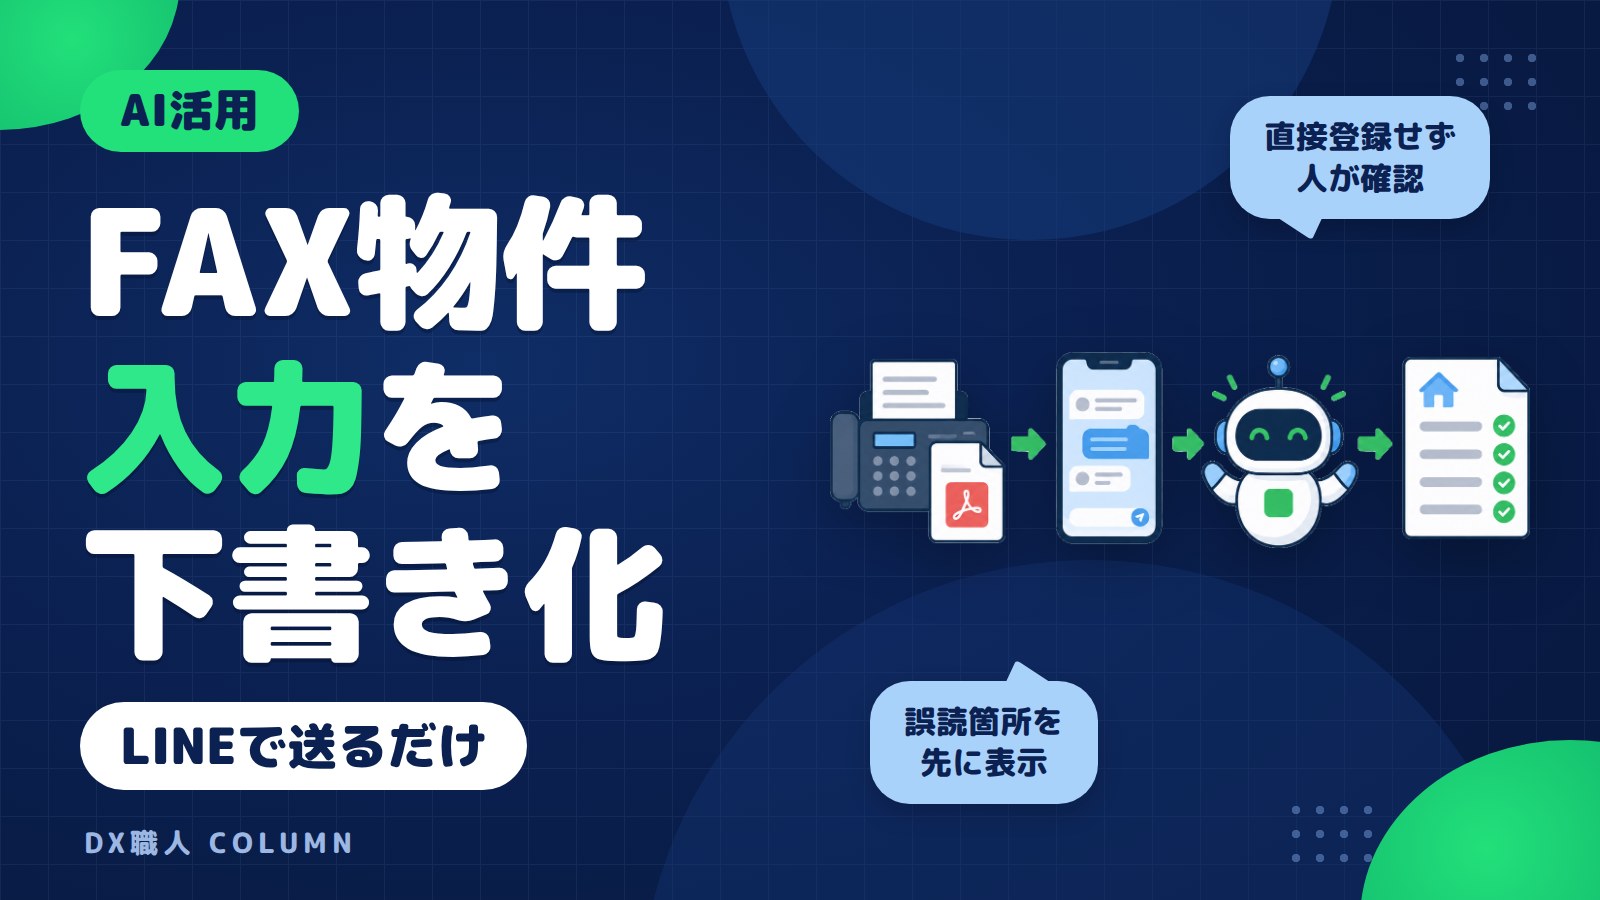 AI活用
FAX物件
入力を
下書き化
LINEで送るだけ
DX職人 COLUMN
直接登録せず
人が確認
誤読箇所を
先に表示